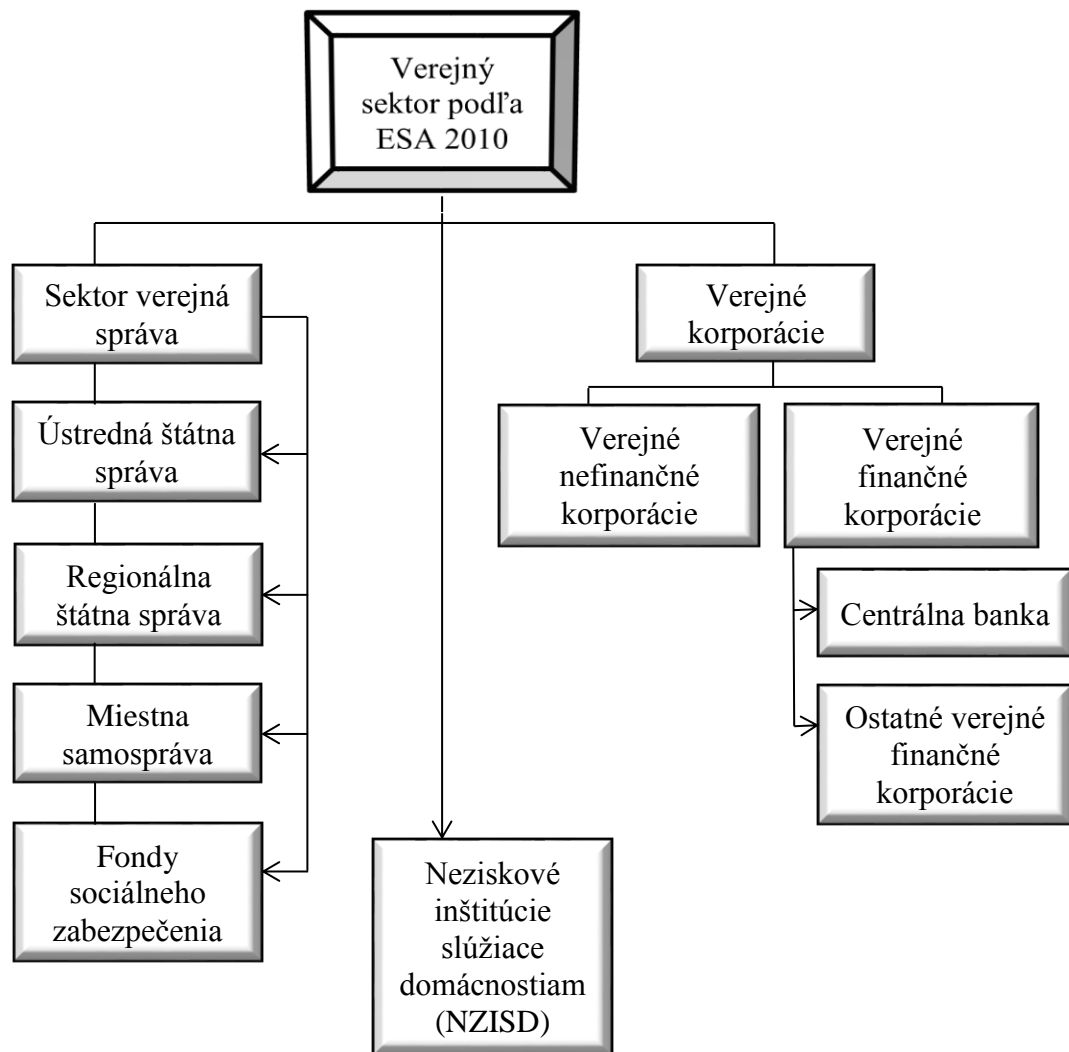 Verejný
sektor podľa
ESA 2010
Sektor verejná
správa
Ústredná štátna
správa
Regionálna
štátna správa
Miestna
samospráva
Fondy
sociálneho
zabezpečenia
Neziskové
inštitúcie
slúžiace
domácnostiam
(NZISD)
Verejné
korporácie
Verejné
nefinančné
korporácie
Verejné
finančné
korporácie
Centrálna banka
Ostatné verejné
finančné
korporácie